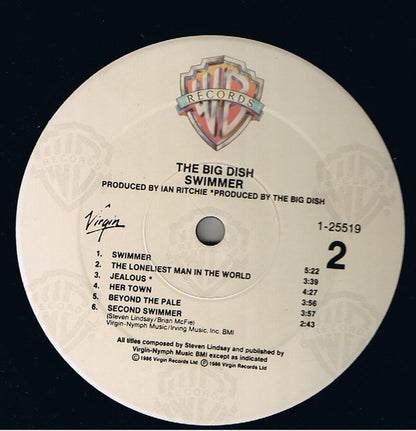 WB
RECORDS
THE BIG DISH
SWIMMER
PRODUCED BY IAN RITCHIE *PRODUCED BY THE BIG DISH
Virgin
1-25519
2
1. SWIMMER 5:22
2. THE LONELIEST MAN IN THE WORLD 3:39
3. JEALOUS * 4:27
4. HER TOWN 3:56
5. BEYOND THE PALE 3:57
6. SECOND SWIMMER 2:43
(Steven Lindsay/Brian McFie)
Virgin-Nymph Music/Irving Music, Inc. BMI
All titles composed by Steven Lindsay and published by
Virgin-Nymph Music BMI except as indicated
© 1986 Virgin Records Ltd ℗ 1986 Virgin Records Ltd